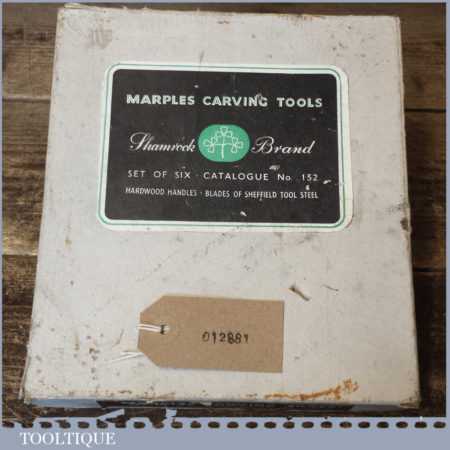 MARPLES CARVING TOOLS
Shamrock Brand
SET OF SIX · CATALOGUE No. 152
HARDWOOD HANDLES · BLADES OF SHEFFIELD TOOL STEEL
012881
TOOLTIQUE